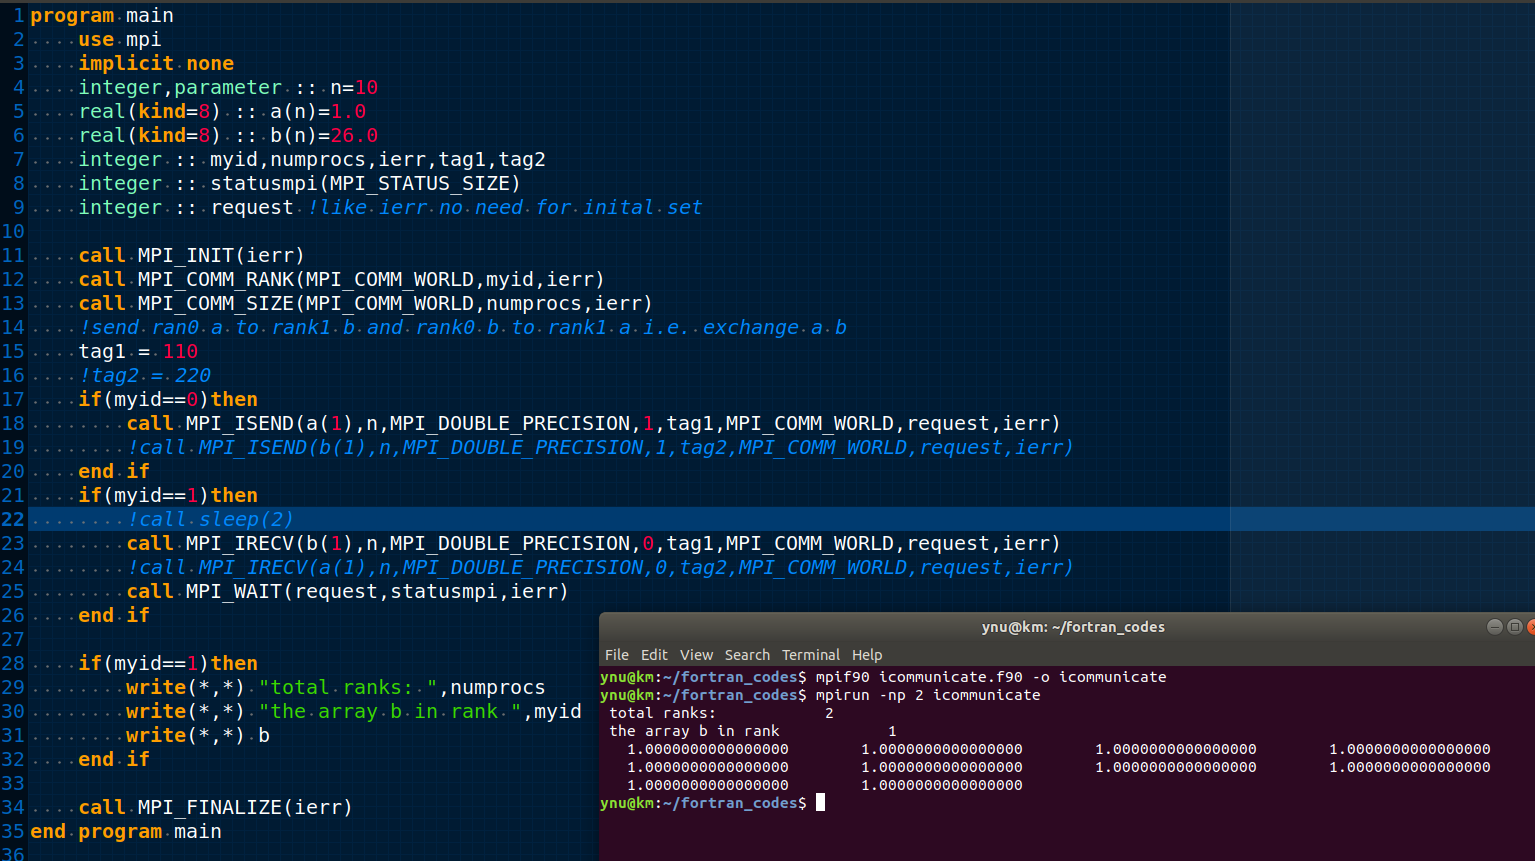 1 program main
2 use mpi
3 implicit none
4 integer,parameter :: n=10
5 real(kind=8) :: a(n)=1.0
6 real(kind=8) :: b(n)=26.0
7 integer :: myid,numprocs,ierr,tag1,tag2
8 integer :: statusmpi(MPI_STATUS_SIZE)
9 integer :: request !like ierr no need for inital set
10
11 call MPI_INIT(ierr)
12 call MPI_COMM_RANK(MPI_COMM_WORLD,myid,ierr)
13 call MPI_COMM_SIZE(MPI_COMM_WORLD,numprocs,ierr)
14 !send ran0 a to rank1 b and rank0 b to rank1 a i.e. exchange a b
15 tag1 = 110
16 !tag2 = 220
17 if(myid==0)then
18 call MPI_ISEND(a(1),n,MPI_DOUBLE_PRECISION,1,tag1,MPI_COMM_WORLD,request,ierr)
19 !call MPI_ISEND(b(1),n,MPI_DOUBLE_PRECISION,1,tag2,MPI_COMM_WORLD,request,ierr)
20 end if
21 if(myid==1)then
22 !call sleep(2)
23 call MPI_IRECV(b(1),n,MPI_DOUBLE_PRECISION,0,tag1,MPI_COMM_WORLD,request,ierr)
24 !call MPI_IRECV(a(1),n,MPI_DOUBLE_PRECISION,0,tag2,MPI_COMM_WORLD,request,ierr)
25 call MPI_WAIT(request,statusmpi,ierr)
26 end if
27
28 if(myid==1)then
29 write(*,*) "total ranks: ",numprocs
30 write(*,*) "the array b in rank ",myid
31 write(*,*) b
32 end if
33
34 call MPI_FINALIZE(ierr)
35 end program main
36
ynu@km: ~/fortran_codes
File Edit View Search Terminal Help
ynu@km:~/fortran_codes$ mpif90 icommunicate.f90 -o icommunicate
ynu@km:~/fortran_codes$ mpirun -np 2 icommunicate
total ranks: 2
the array b in rank 1
1.0000000000000000 1.0000000000000000 1.0000000000000000 1.0000000000000000
1.0000000000000000 1.0000000000000000 1.0000000000000000 1.0000000000000000
1.0000000000000000 1.0000000000000000
ynu@km:~/fortran_codes$